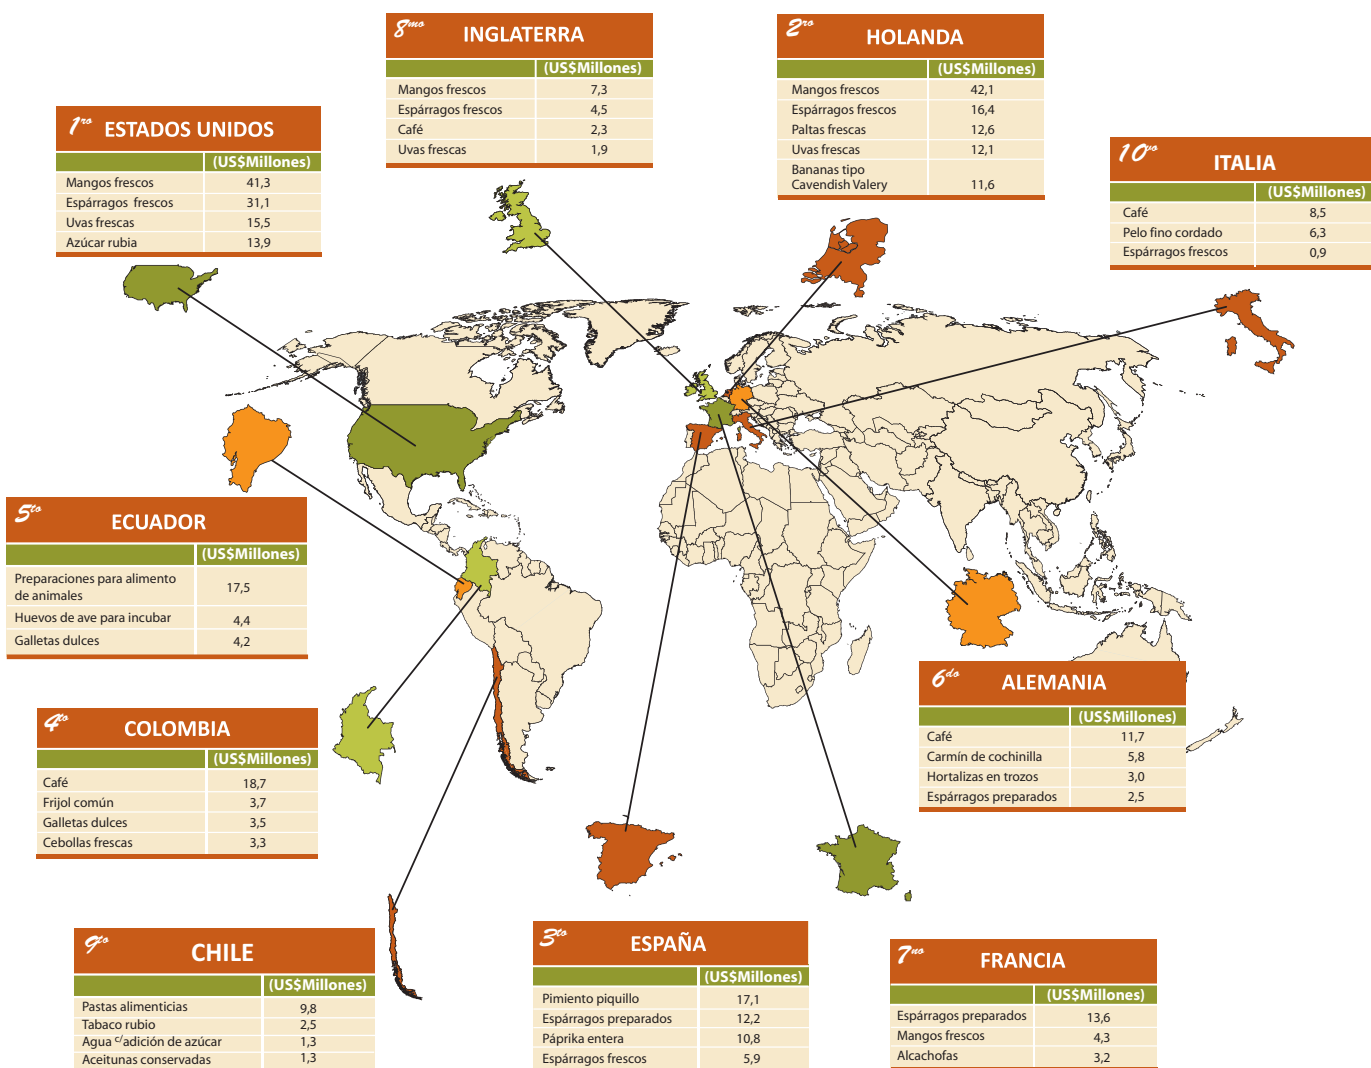 8mo INGLATERRA
(US$Millones)
Mangos frescos 7,3
Espárragos frescos 4,5
Café 2,3
Uvas frescas 1,9
2ro HOLANDA
(US$Millones)
Mangos frescos 42,1
Espárragos frescos 16,4
Paltas frescas 12,6
Uvas frescas 12,1
Bananas tipo
Cavendish Valery 11,6
1ro ESTADOS UNIDOS
(US$Millones)
Mangos frescos 41,3
Espárragos frescos 31,1
Uvas frescas 15,5
Azúcar rubia 13,9
10vo ITALIA
(US$Millones)
Café 8,5
Pelo fino cordado 6,3
Espárragos frescos 0,9
5to ECUADOR
(US$Millones)
Preparaciones para alimento
de animales 17,5
Huevos de ave para incubar 4,4
Galletas dulces 4,2
6do ALEMANIA
(US$Millones)
Café 11,7
Carmín de cochinilla 5,8
Hortalizas en trozos 3,0
Espárragos preparados 2,5
4to COLOMBIA
(US$Millones)
Café 18,7
Frijol común 3,7
Galletas dulces 3,5
Cebollas frescas 3,3
9to CHILE
(US$Millones)
Pastas alimenticias 9,8
Tabaco rubio 2,5
Agua c/adición de azúcar 1,3
Aceitunas conservadas 1,3
3to ESPAÑA
(US$Millones)
Pimiento piquillo 17,1
Espárragos preparados 12,2
Páprika entera 10,8
Espárragos frescos 5,9
7no FRANCIA
(US$Millones)
Espárragos preparados 13,6
Mangos frescos 4,3
Alcachofas 3,2